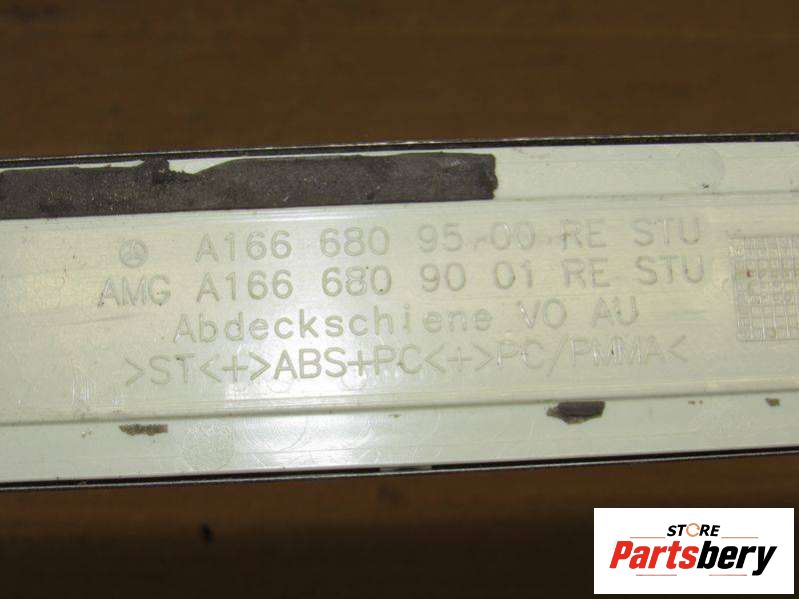 A166 680 95 00 RE STU
AMG A166 680 90 01 RE STU
Abdeckschiene VO AU
>ST<+>ABS+PC<+>PC/PMMA<
STORE
Partsbery